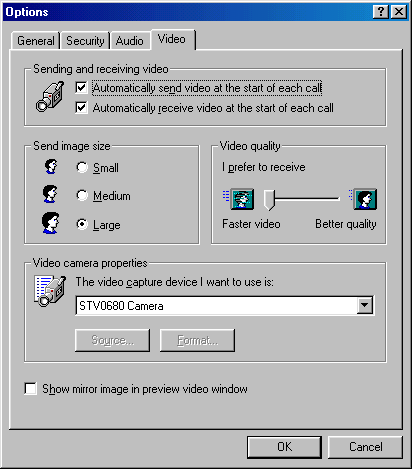 Options
General Security Audio Video
Sending and receiving video
Automatically send video at the start of each call
Automatically receive video at the start of each call
Send image size
Small
Medium
Large
Video quality
I prefer to receive
Faster video Better quality
Video camera properties
The video capture device I want to use is:
STV0680 Camera
Source... Format...
Show mirror image in preview video window
OK Cancel